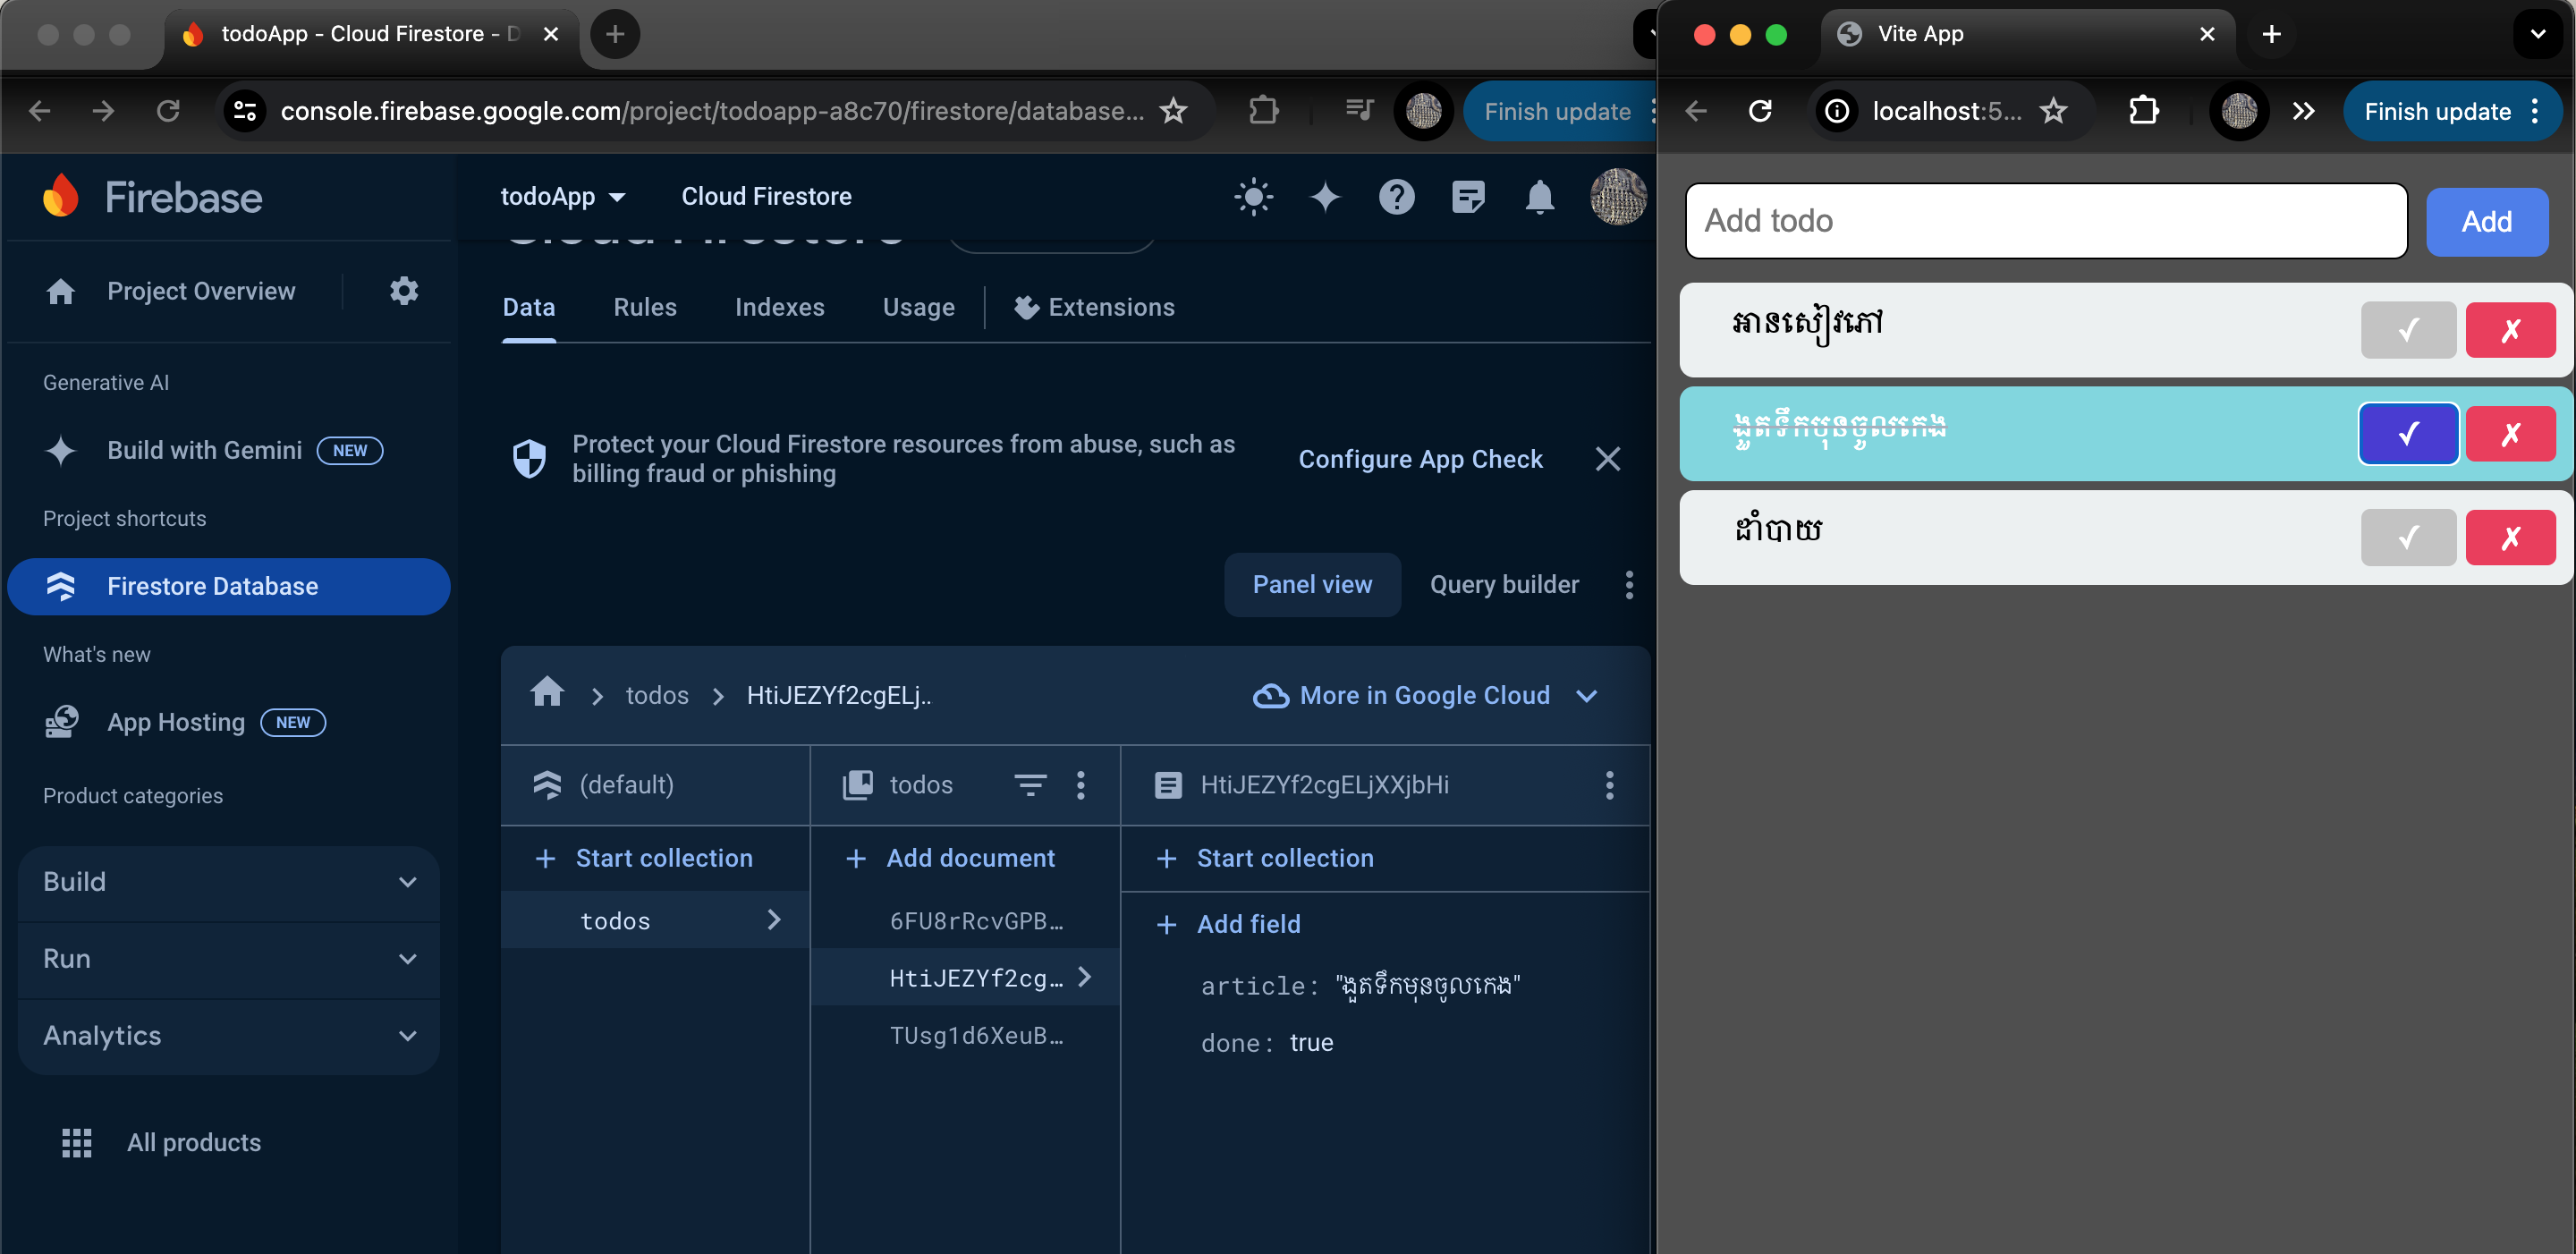 todoApp - Cloud Firestore - D
console.firebase.google.com/project/todoapp-a8c70/firestore/database...
Finish update
Firebase
Project Overview
Generative AI
Build with Gemini NEW
Project shortcuts
Firestore Database
What's new
App Hosting NEW
Product categories
Build
Run
Analytics
All products
todoApp
Cloud Firestore
Cloud Firestore
Data Rules Indexes Usage Extensions
Protect your Cloud Firestore resources from abuse, such as
billing fraud or phishing
Configure App Check
Panel view
Query builder
todos
HtiJEZYf2cgELj..
More in Google Cloud
(default)
Start collection
todos
todos
Add document
6FU8rRcvGPB…
HtiJEZYf2cg…
TUsg1d6XeuB…
HtiJEZYf2cgELjXXjbHi
Start collection
Add field
article: "ងួតទឹកមុនចូលគេង"
done: true
Vite App
localhost:5...
Finish update
Add todo
Add
អានសៀវភៅ
✓ ✗
ងួតទឹកមុនចូលគេង
✓ ✗
ដាំបាយ
✓ ✗